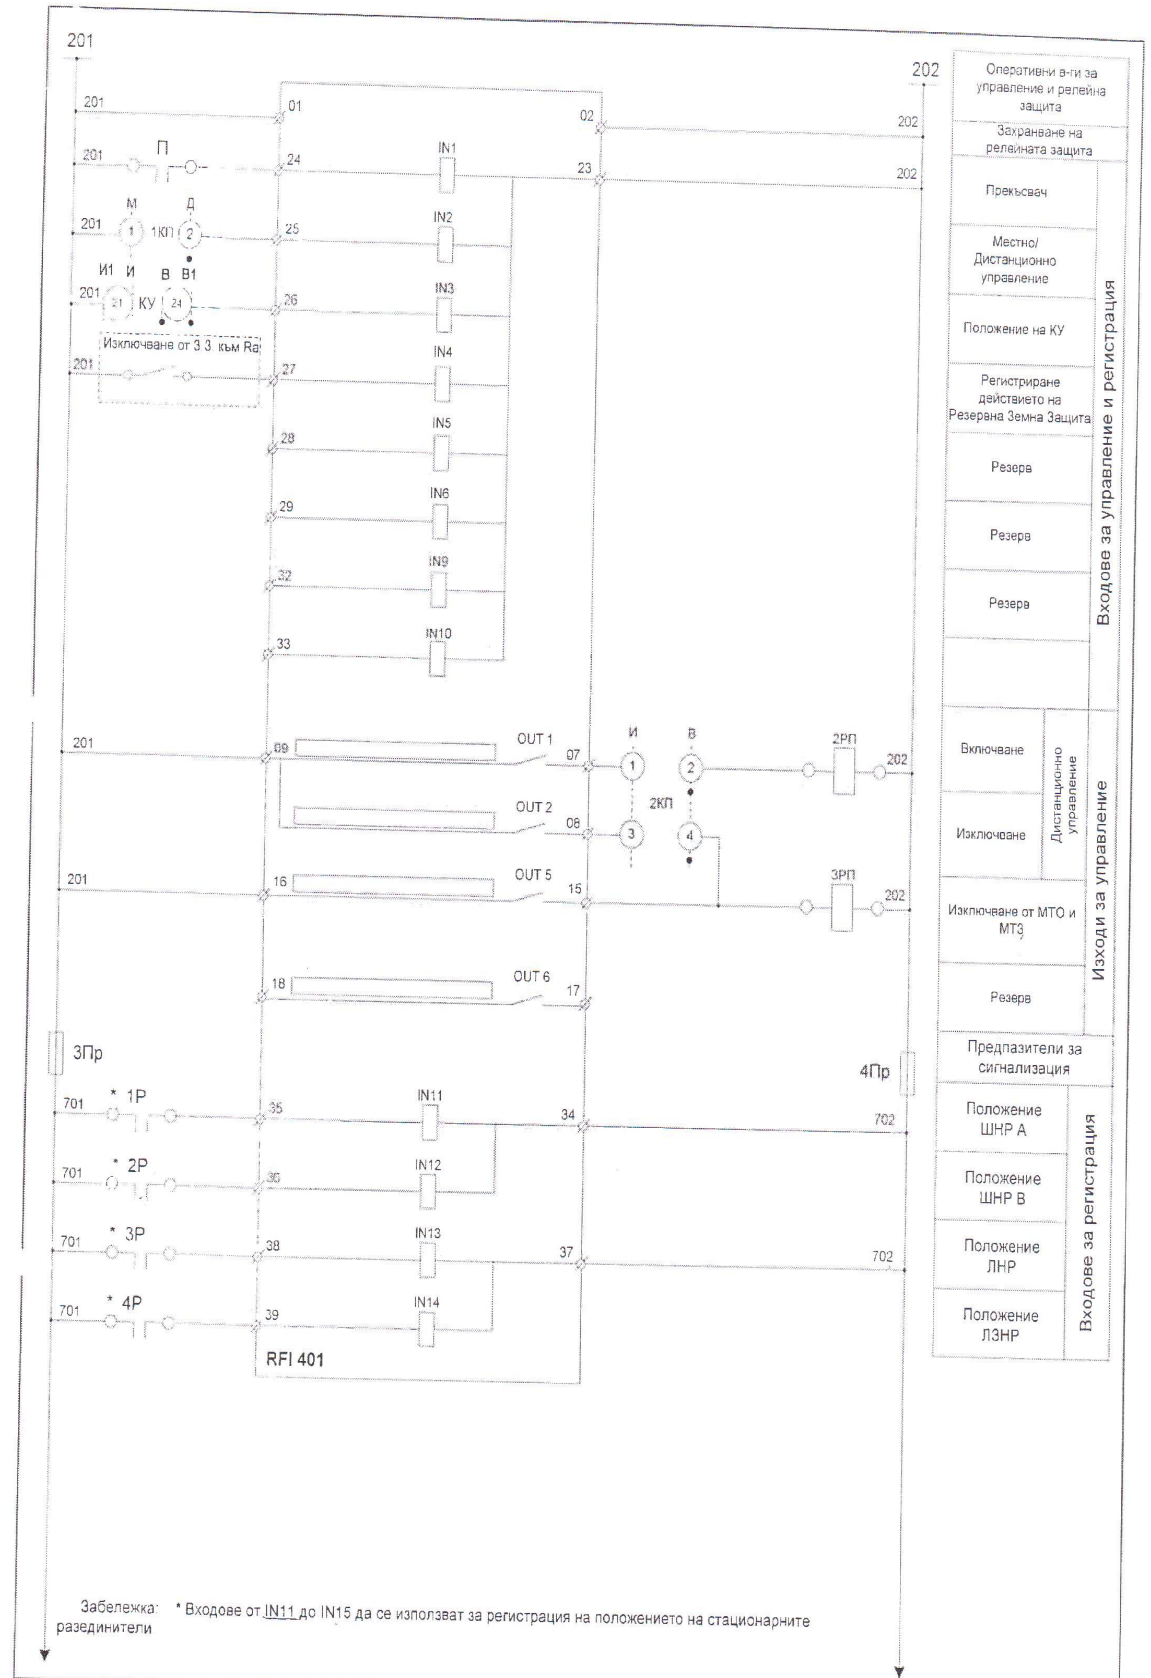 201
202
Оперативни в-ги за
управление и релейна
защита
201
01
02
202
Захранване на
релейната защита
201
П
24
IN1
23
202
Прекъсвач
М
Д
201
1
1КП
2
25
IN2
Местно/
Дистанционно
управление
И1 И
В В1
201
21
КУ
24
26
IN3
Положение на КУ
Изключване от З.З. към Ra
201
27
IN4
Регистриране
действието на
Резервна Земна Защита
28
IN5
Резерв
29
IN6
Резерв
32
IN9
Резерв
33
IN10
Входове за управление и регистрация
201
09
OUT 1
07
И
В
1
2
2РП
202
Включване
OUT 2
08
2КП
3
4
Изключване
Дистанционно
управление
201
16
OUT 5
15
3РП
202
Изключване от МТО и
МТЗ
18
OUT 6
17
Резерв
Изходи за управление
3Пр
4Пр
Предпазители за
сигнализация
701
* 1Р
35
IN11
34
702
Положение
ШНР А
701
* 2Р
36
IN12
Положение
ШНР В
701
* 3Р
38
IN13
37
702
Положение
ЛНР
701
* 4Р
39
IN14
Положение
ЛЗНР
Входове за регистрация
RFI 401
Забележка: * Входове от IN11 до IN15 да се използват за регистрация на положението на стационарните
разединители